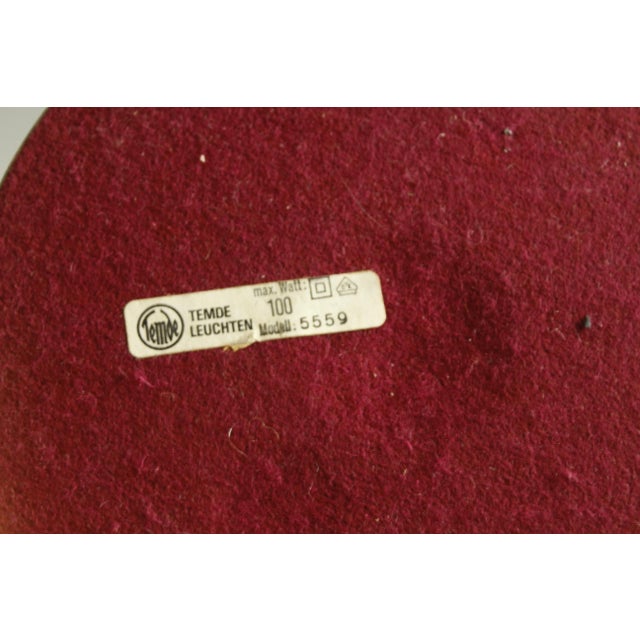 Temde
TEMDE
LEUCHTEN
max. Watt:
100
Modell: 5559